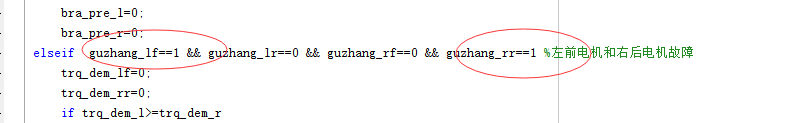 bra_pre_l=0;
bra_pre_r=0;
elseif guzhang_lf==1 && guzhang_lr==0 && guzhang_rf==0 && guzhang_rr==1 %左前电机和右后电机故障
trq_dem_lf=0;
trq_dem_rr=0;
if trq_dem_l>=trq_dem_r